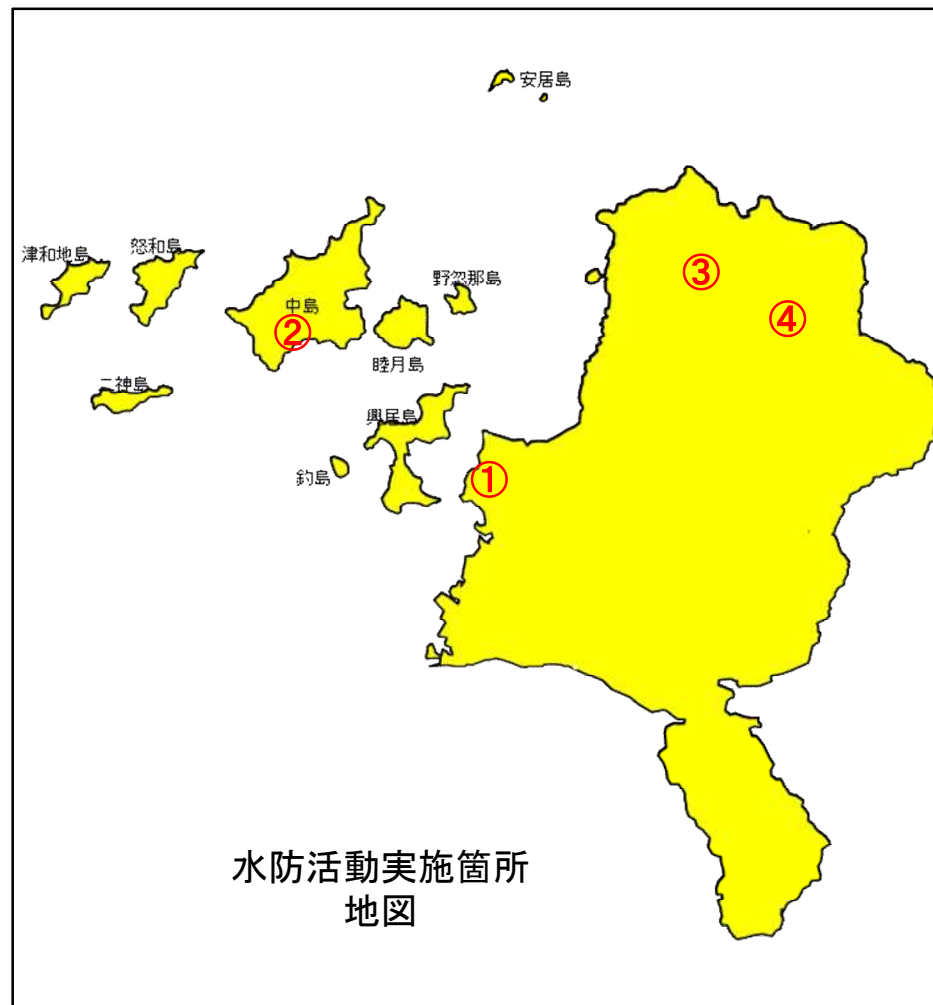 安居島
津和地島
怒和島
野忽那島
中島
睦月島
二神島
興居島
釣島
①
②
③
④
水防活動実施箇所
地図